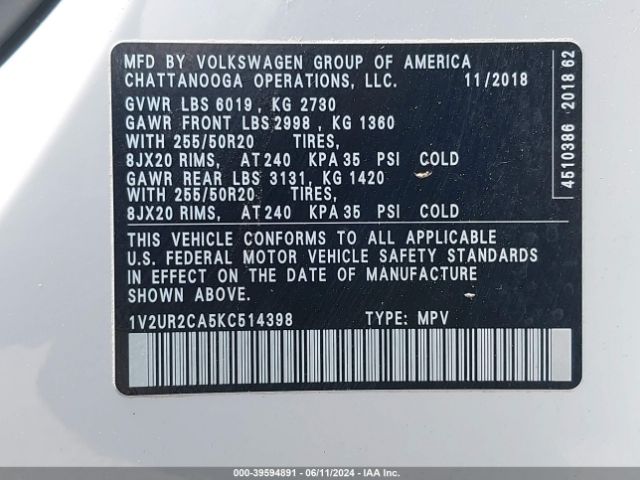 MFD BY VOLKSWAGEN GROUP OF AMERICA
CHATTANOOGA OPERATIONS, LLC. 11/2018
GVWR LBS 6019, KG 2730
GAWR FRONT LBS 2998, KG 1360
WITH 255/50R20 TIRES,
8JX20 RIMS, AT 240 KPA 35 PSI COLD
GAWR REAR LBS 3131, KG 1420
WITH 255/50R20 TIRES,
8JX20 RIMS, AT 240 KPA 35 PSI COLD
THIS VEHICLE CONFORMS TO ALL APPLICABLE
U.S. FEDERAL MOTOR VEHICLE SAFETY STANDARDS
IN EFFECT ON THE DATE OF MANUFACTURE
SHOWN ABOVE.
1V2UR2CA5KC514398 TYPE: MPV
4510386 2018 62
000-39594891 - 06/11/2024 - IAA Inc.